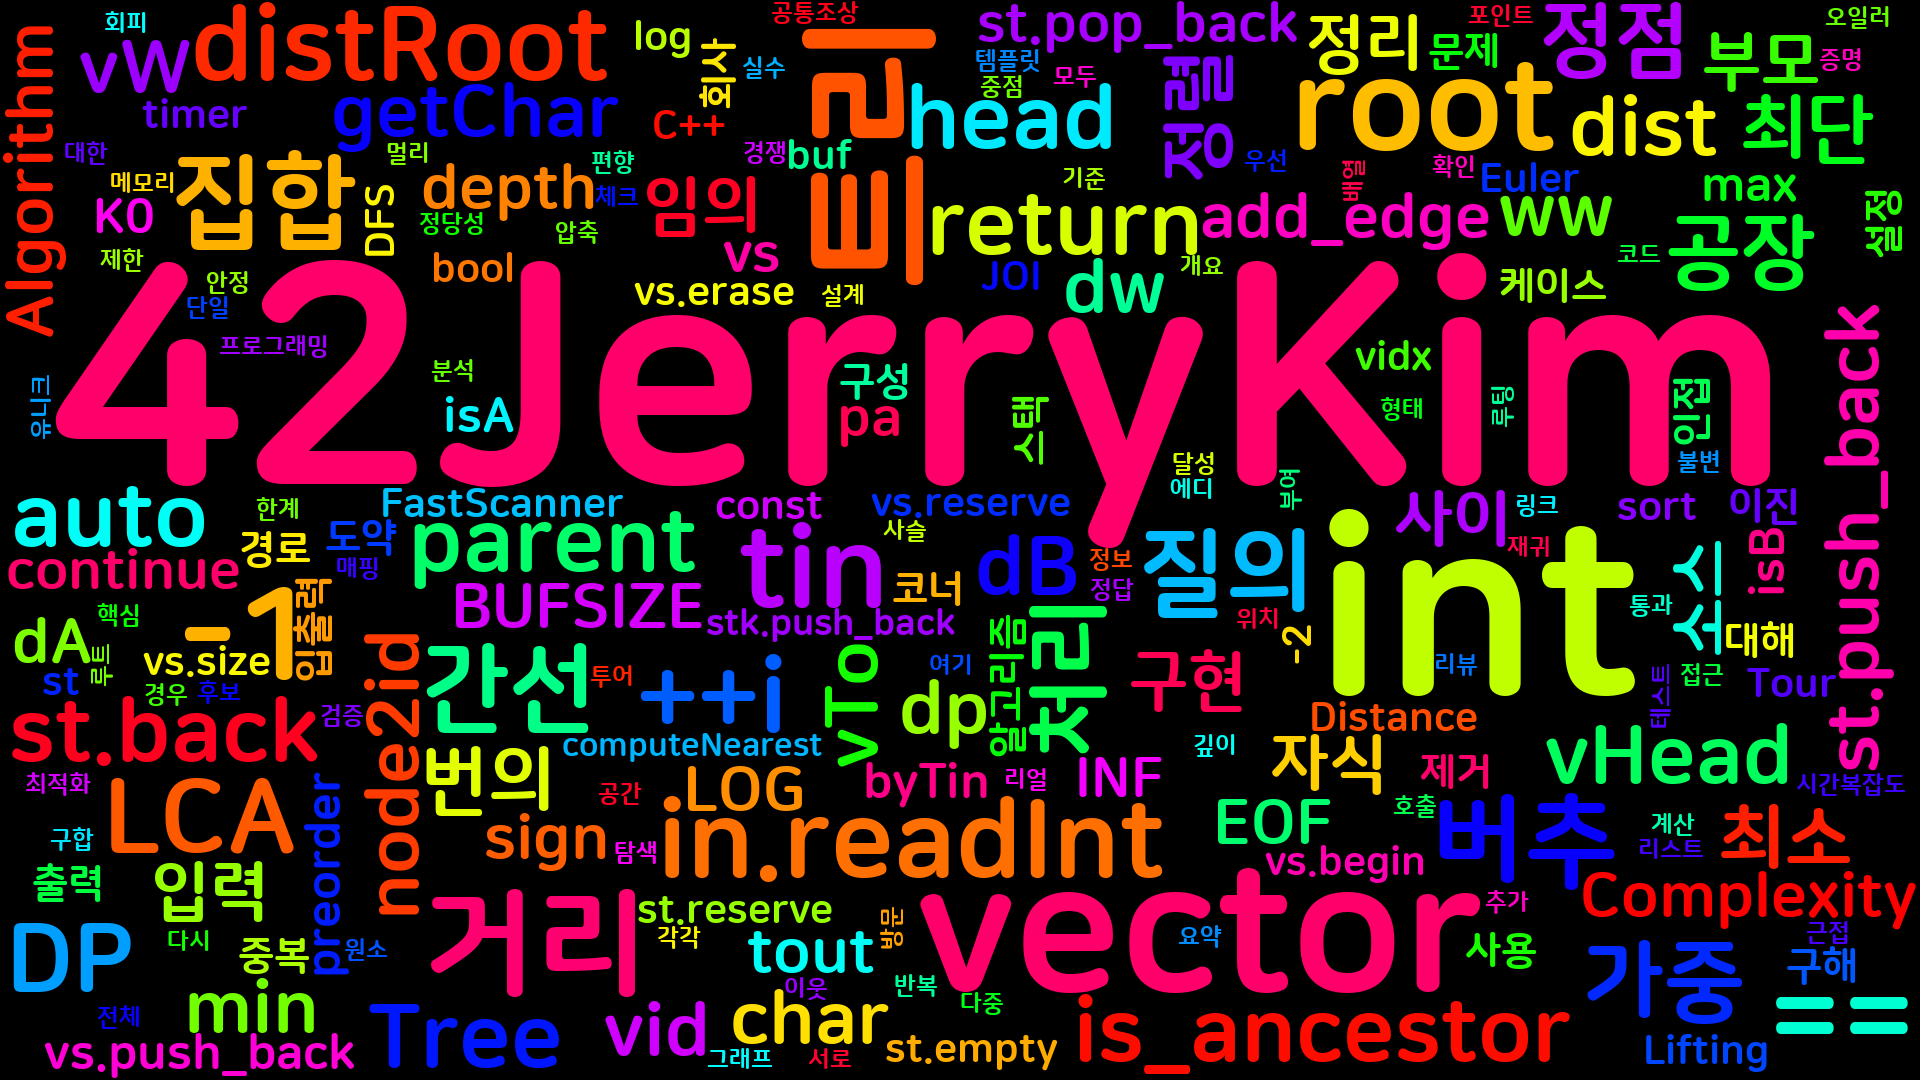 회피
vW
distRoot
log
회사
공통조상
실수
트리
st.pop_back
템플릿
중점
모두
정렬
정리
포인트
문제
정점
부모
오일러
증명
Algorithm
timer
getChar
C++
head
root
dist
최단
대한
메모리
집합
멀리
depth
편향
체크
경쟁
buf
임의
기준
우선
배열
확인
Euler
max
K0
DFS
정당성
압축
vs
return
add_edge
WW
공장
설정
제한
안정
단일
bool
vs.erase
설계
JOI
dw
개요
케이스
코드
42JerryKim
프로그래밍
분석
유니크
isA
구성
pa
스택
vidx
형태
루팅
인접
불변
st.push_back
달성
에디
부여
auto
한계
FastScanner
const
vs.reserve
사슬
사이
링크
sort
이진
continue
경로
도약
매핑
parent
tin
dB
정보
정답
질의
int
재귀
isB
핵심
-1
입출력
BUFSIZE
코너
stk.push_back
알고리즘
처리
위치
-2
통과
서스
대해
dA
루트
vs.size
st
경우
후보
node2id
간선
투어
++i
vTo
여기
dp
구현
리뷰
테스트
접근
Tour
st.back
검증
computeNearest
Distance
깊이
최적화
LCA
preorder
번의
공간
LOG
byTin
리얼
INF
자식
제거
vHead
시간복잡도
구합
sign
탐색
in.readInt
EOF
호출
버추
계산
리스트
최소
출력
입력
vs.begin
Complexity
DP
다시
중복
원소
거리
st.reserve
각각
방문
tout
vector
추가
요약
사용
가중
근접
구해
전체
min
Tree
vid
이웃
char
반복
다중
is_ancestor
==
vs.push_back
그래프
서로
st.empty
Lifting